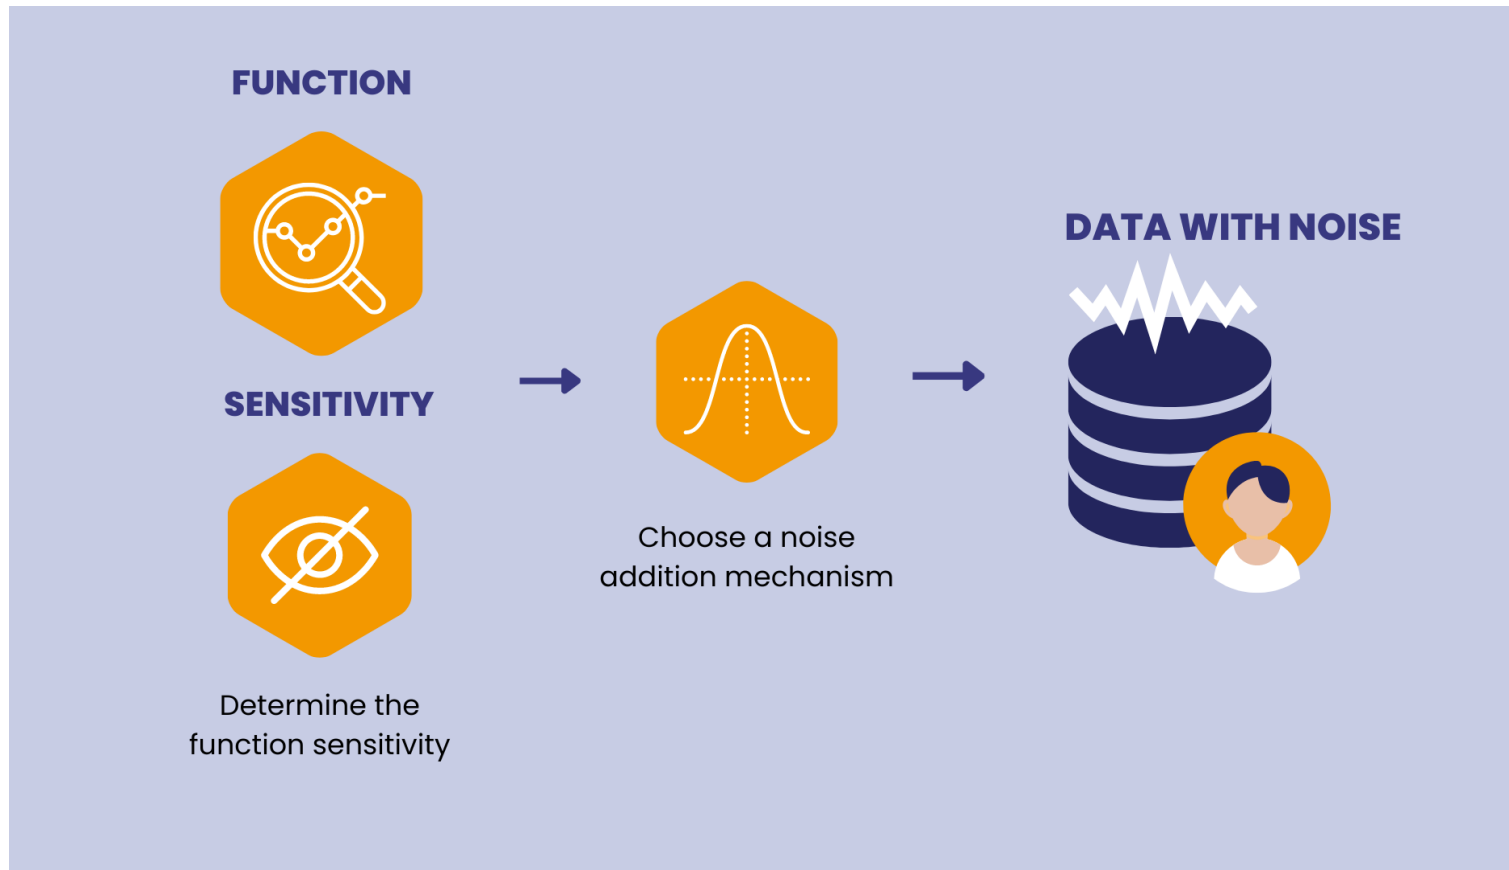 FUNCTION
SENSITIVITY
Determine the
function sensitivity
Choose a noise
addition mechanism
DATA WITH NOISE